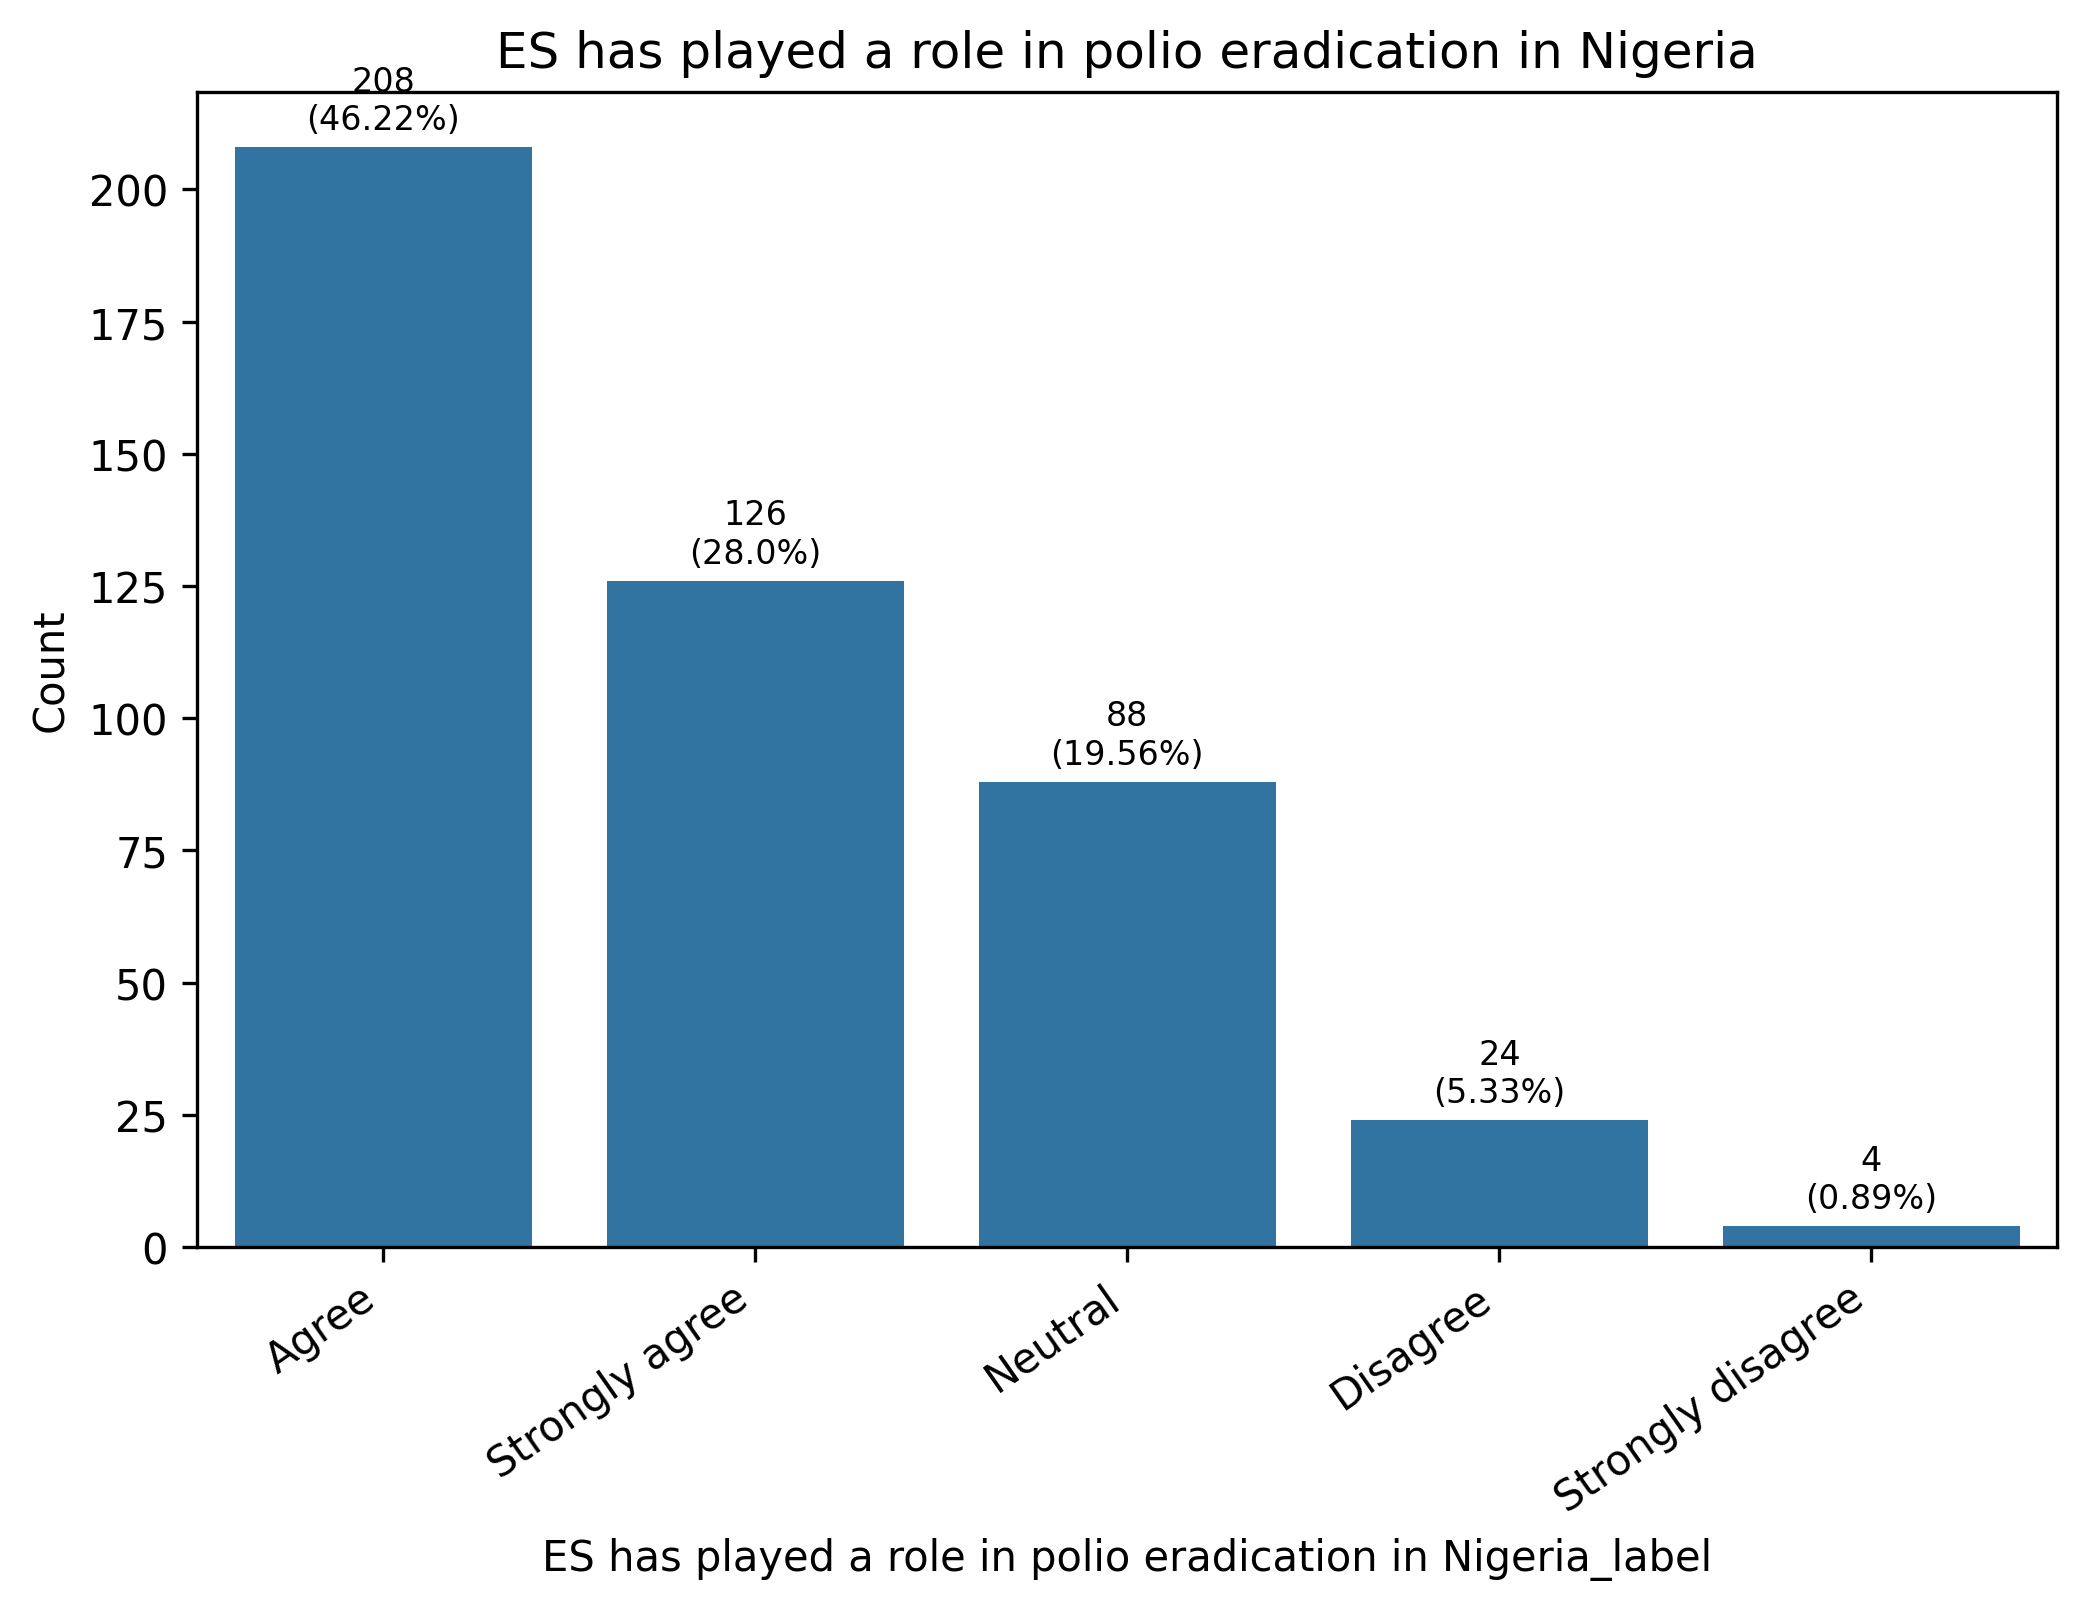 ES has played a role in polio eradication in Nigeria
208
(46.22%)
126
(28.0%)
88
(19.56%)
24
(5.33%)
4
(0.89%)
Count
200
175
150
125
100
75
50
25
0
Agree
Strongly agree
Neutral
Disagree
Strongly disagree
ES has played a role in polio eradication in Nigeria_label